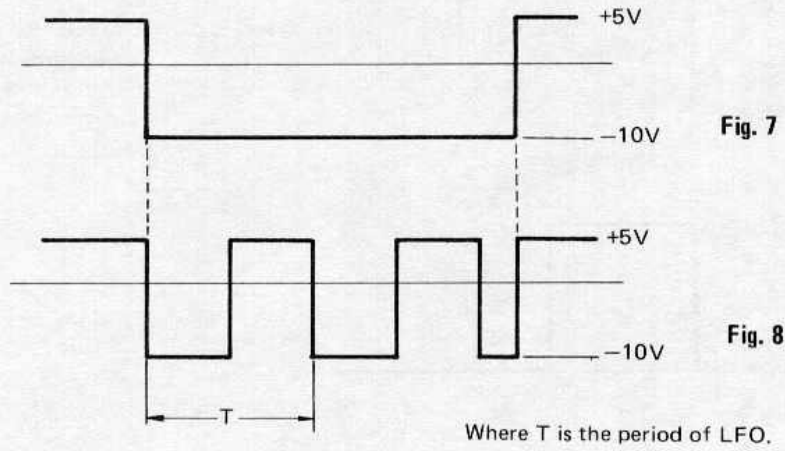 +5V
Fig. 7
−10V
+5V
Fig. 8
−10V
T
Where T is the period of LFO.